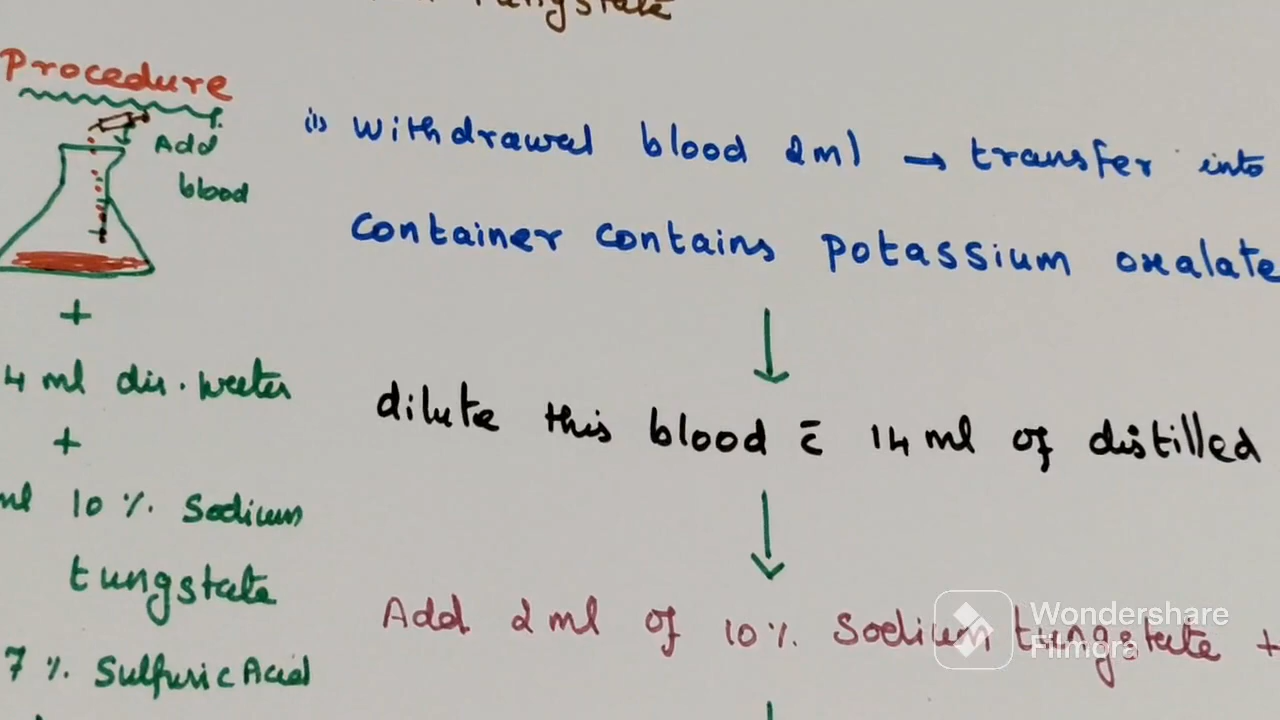 tungstate
Procedure
Add
blood
+
4 ml dis. water
+
ml 10 %. Sodium
tungstate
7 %. Sulfuric Acid
i) withdrawal blood 2ml → transfer into
container contains potassium oxalate
↓
dilute this blood c̄ 14 ml of distilled
↓
Add 2 ml of 10 %. Sodium tungstate +
Wondershare
Filmora